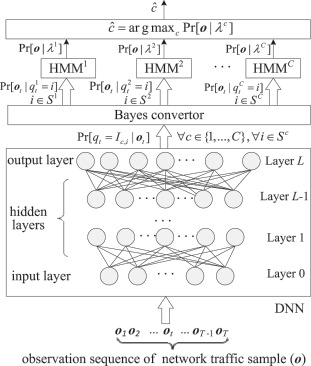 ĉ
ĉ = ar g max_c Pr[o | λ^c]
Pr[o | λ^1] Pr[o | λ^2] Pr[o | λ^C]
HMM^1 HMM^2 · · · HMM^C
Pr[o_t | q_t^1 = i] Pr[o_t | q_t^2 = i] Pr[o_t | q_t^C = i]
i ∈ S^1 i ∈ S^2 i ∈ S^C
Bayes convertor
Pr[q_t = I_{c,i} | o_t] ∀c ∈ {1,...,C}, ∀i ∈ S^c
output layer · · · Layer L
· · · Layer L-1
hidden
layers
···
· · · Layer 1
input layer · · · Layer 0
DNN
o_1 o_2 ... o_t ... o_{T-1} o_T
observation sequence of network traffic sample (o)